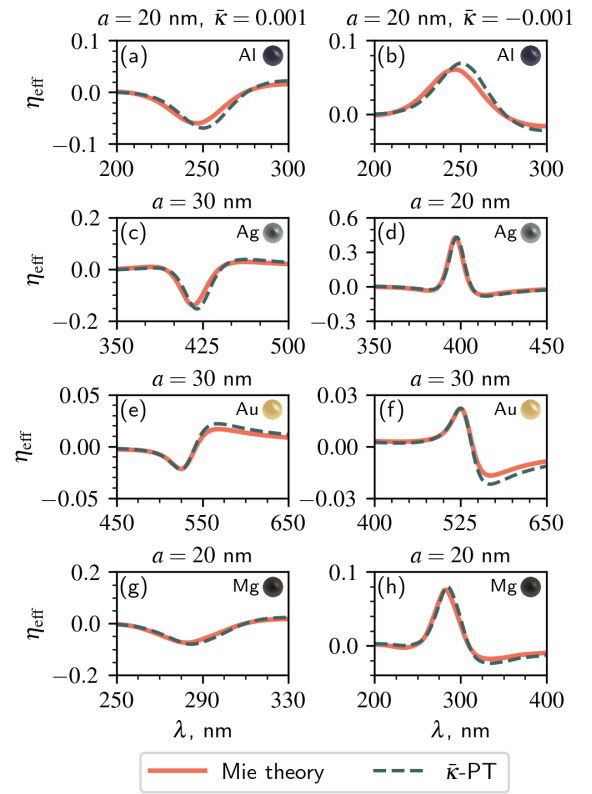 a = 20 nm, κ̄ = 0.001
a = 20 nm, κ̄ = −0.001
0.1
0.0
−0.1
ηeff
(a)
Al
200
250
300
0.1
0.0
(b)
Al
200
250
300
a = 30 nm
a = 20 nm
0.2
0.0
−0.2
ηeff
(c)
Ag
350
425
500
0.6
0.3
0.0
−0.3
(d)
Ag
350
400
450
a = 30 nm
a = 30 nm
0.05
0.00
−0.05
ηeff
(e)
Au
450
550
650
0.03
0.00
−0.03
(f)
Au
400
525
650
a = 20 nm
a = 20 nm
0.2
0.0
−0.2
ηeff
(g)
Mg
250
290
330
λ, nm
0.1
0.0
(h)
Mg
200
300
400
λ, nm
Mie theory
κ̄-PT